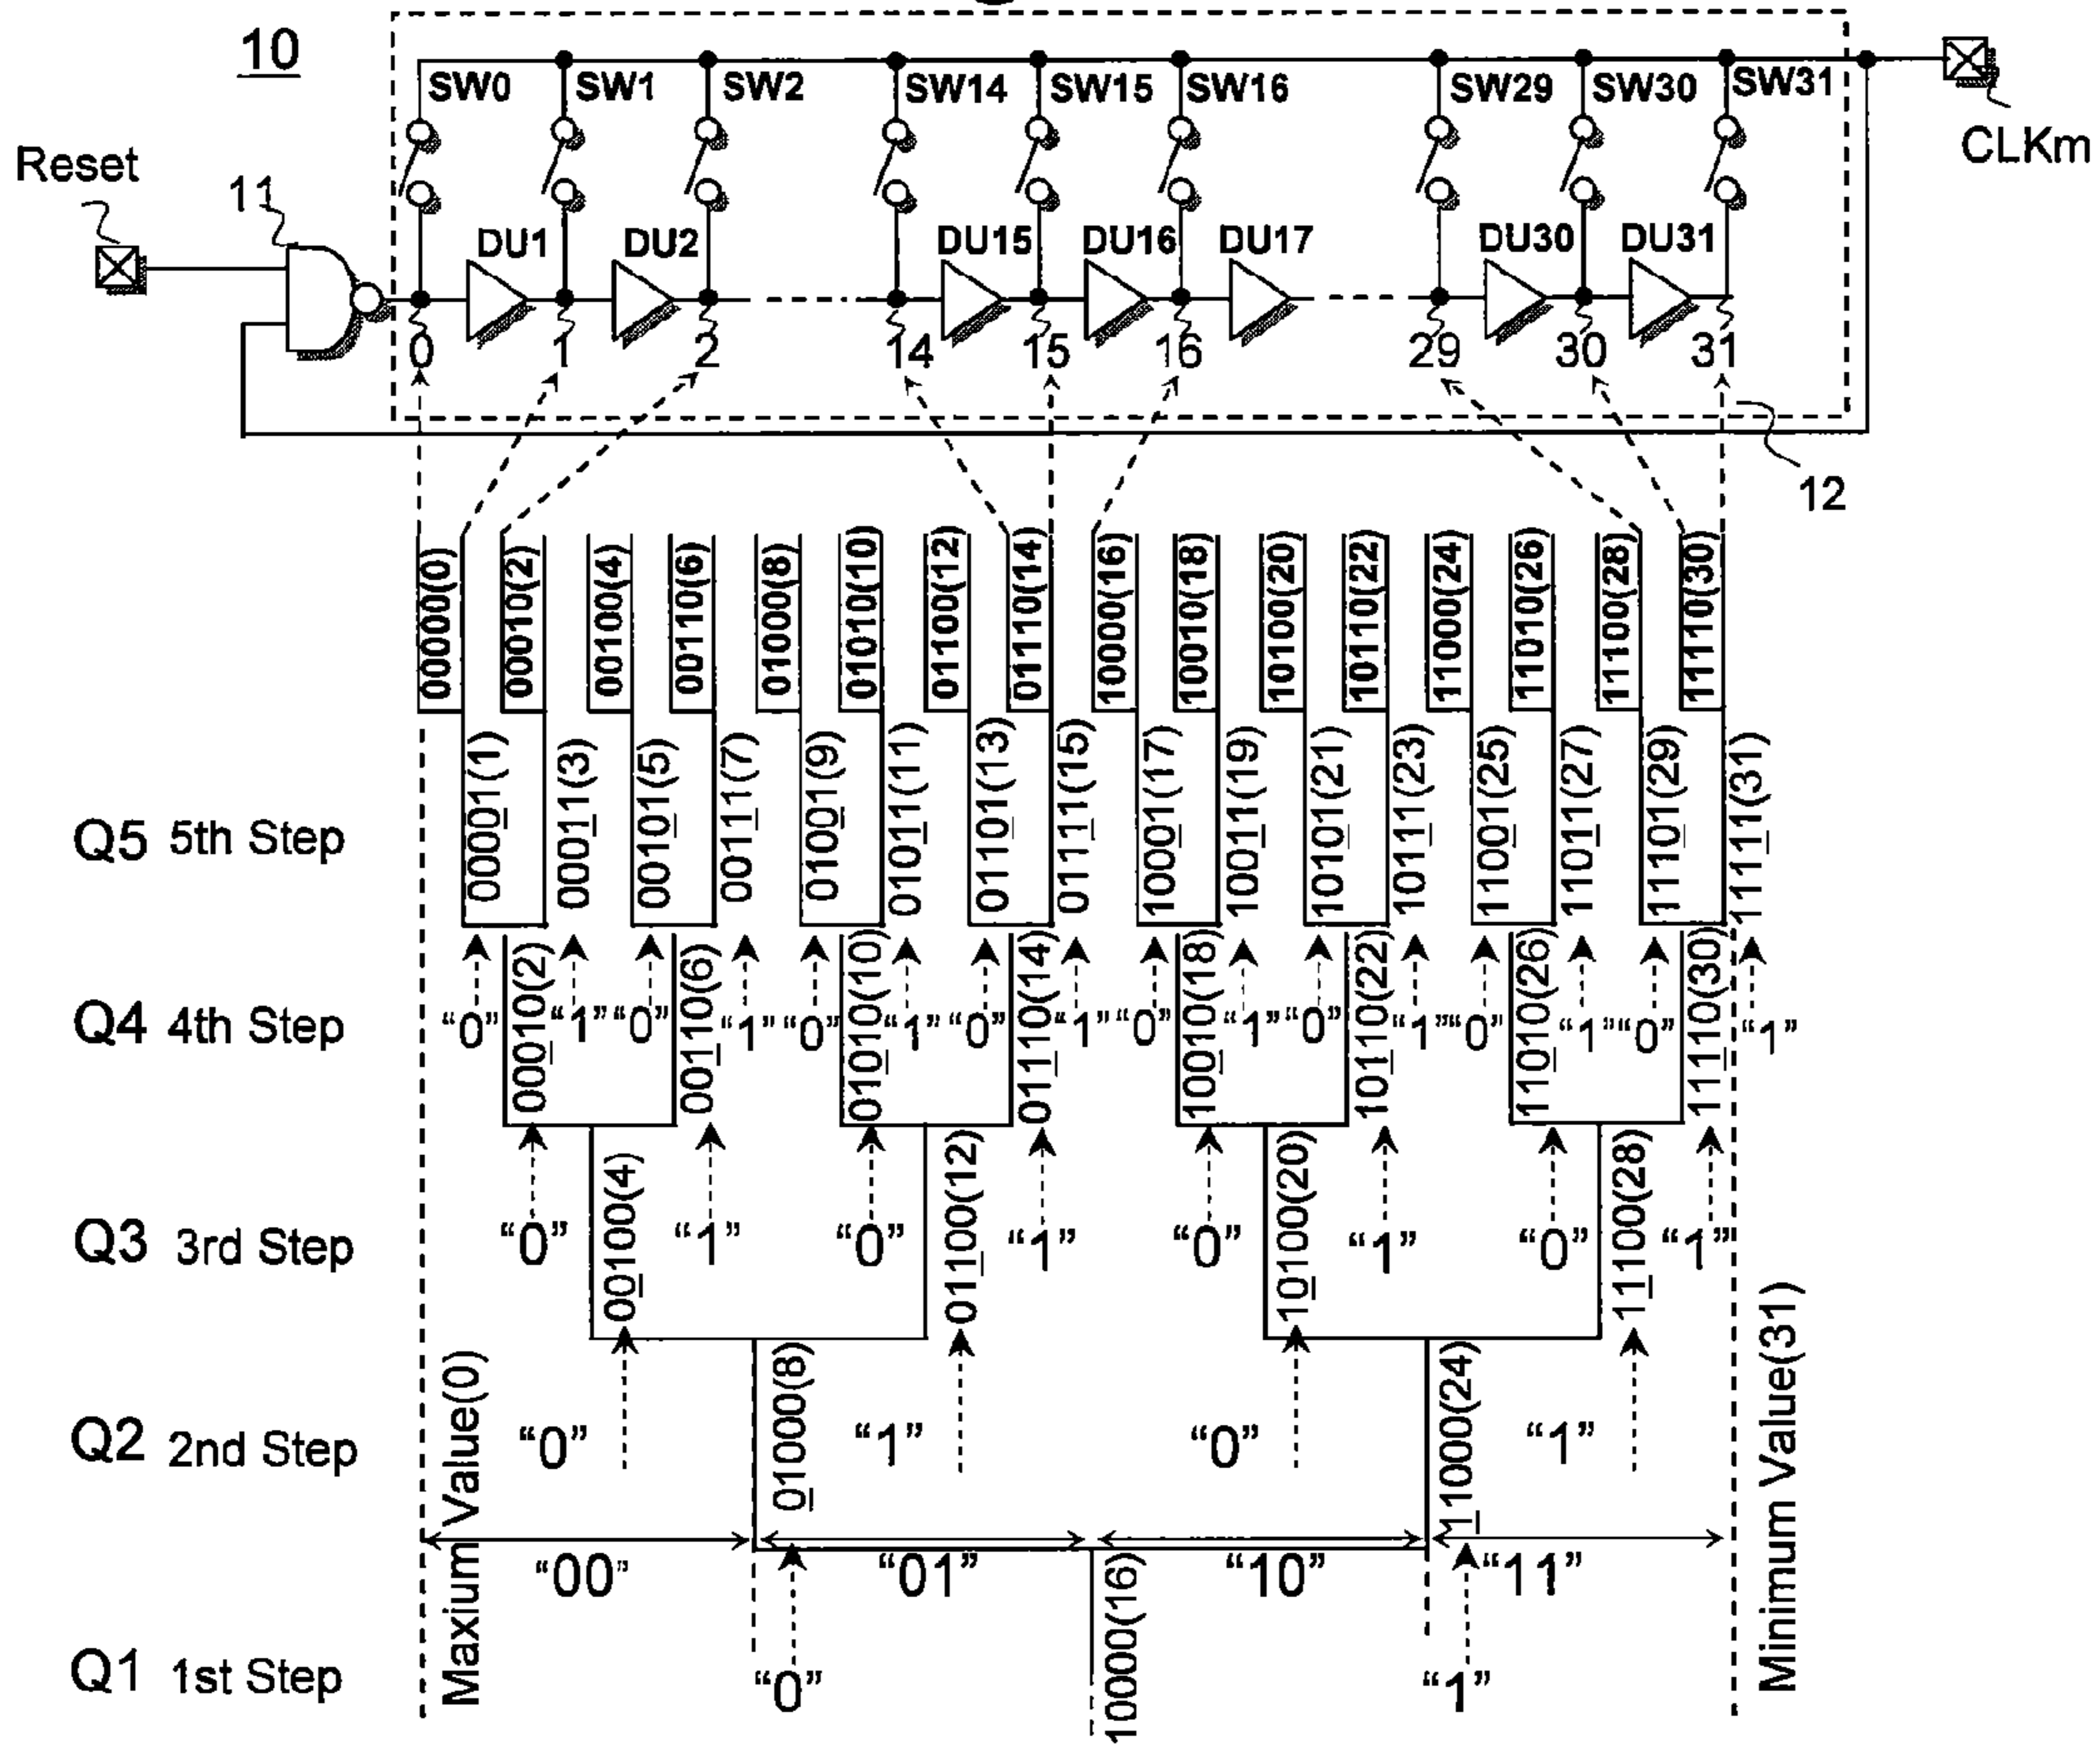 10
SW0 SW1 SW2 SW14 SW15 SW16 SW29 SW30 SW31
CLKm
Reset
11
DU1 DU2 DU15 DU16 DU17 DU30 DU31
0 1 2 14 15 16 29 30 31
12
00000(0) 00010(2) 00100(4) 00110(6) 01000(8) 01010(10) 01100(12) 01110(14) 10000(16) 10010(18) 10100(20) 10110(22) 11000(24) 11010(26) 11100(28) 11110(30)
Q5 5th Step
00001(1) 00011(3) 00101(5) 00111(7) 01001(9) 01011(11) 01101(13) 01111(15) 10001(17) 10011(19) 10101(21) 10111(23) 11001(25) 11011(27) 11101(29) 11111(31)
Q4 4th Step
“0” “1” “0” “1” “0” “1” “0” “1” “0” “1” “0” “1” “0” “1” “0” “1”
00010(2) 00110(6) 01010(10) 01110(14) 10010(18) 10110(22) 11010(26) 11110(30)
Q3 3rd Step
“0” “1” “0” “1” “0” “1” “0” “1”
00100(4) 01100(12) 10100(20) 11100(28)
Q2 2nd Step
“0” “1” “0” “1”
01000(8) 11000(24)
“00” “01” “10” “11”
Q1 1st Step
“0” “1”
10000(16)
Maxium Value(0)
Minimum Value(31)